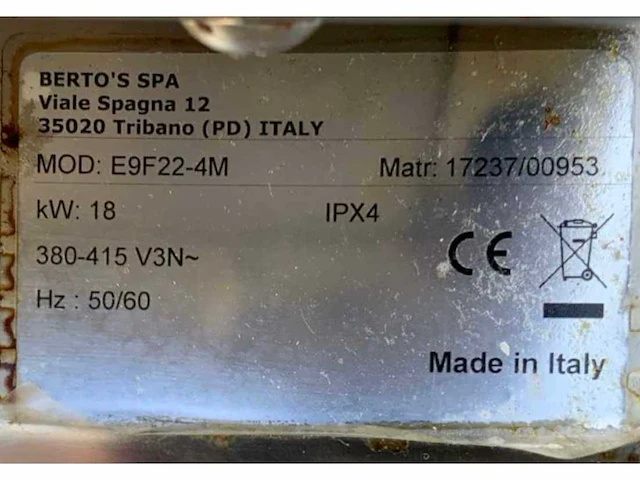 BERTO'S SPA
Viale Spagna 12
35020 Tribano (PD) ITALY
MOD: E9F22-4M Matr: 17237/00953
kW: 18 IPX4
380-415 V3N~ CE
Hz : 50/60
Made in Italy